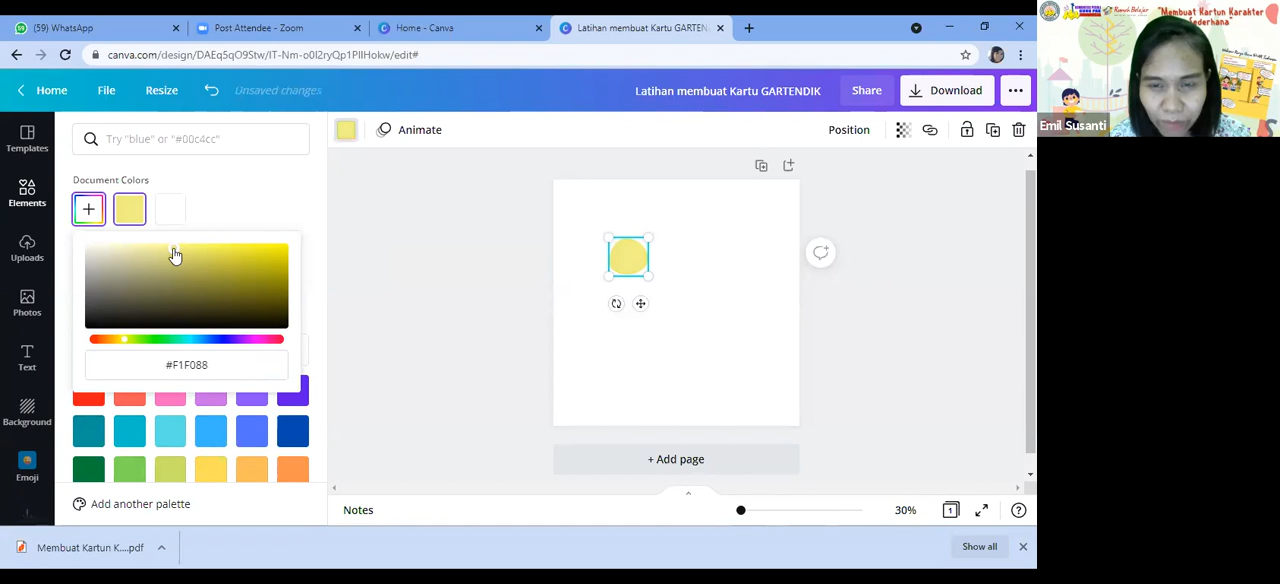 (59) WhatsApp
Post Attendee - Zoom
Home - Canva
Latihan membuat Kartu GARTEN
canva.com/design/DAEq5qO9Stw/IT-Nm-o0l2ryQp1PlIHokw/edit#
Home
File
Resize
Unsaved changes
Latihan membuat Kartu GARTENDIK
Share
Download
Templates
Elements
Uploads
Photos
Text
Background
Emoji
Try "blue" or "#00c4cc"
Document Colors
#F1F088
Add another palette
Animate
Position
+ Add page
Notes
30%
1
Membuat Kartun K....pdf
Show all
"Membuat Kartun Karakter
Sederhana"
Emil Susanti